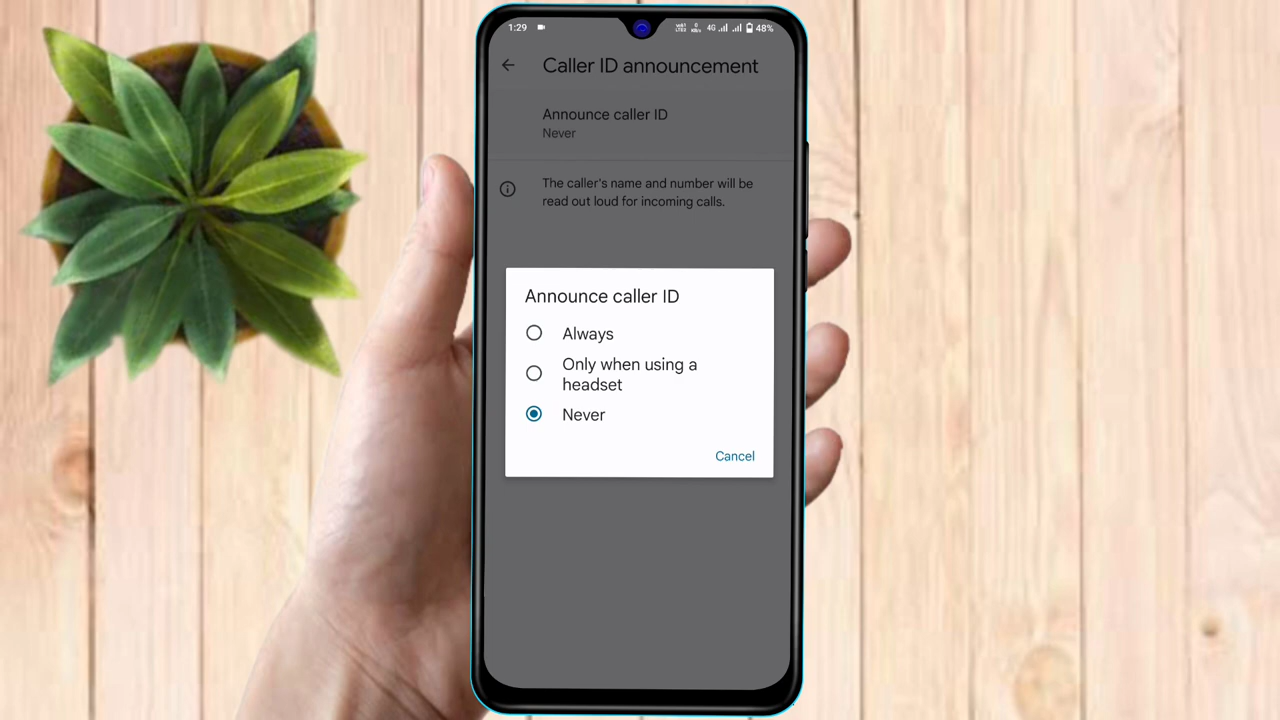 1:29 4G 48%
Caller ID announcement
Announce caller ID
Never
The caller's name and number will be
read out loud for incoming calls.
Announce caller ID
Always
Only when using a
headset
Never
Cancel